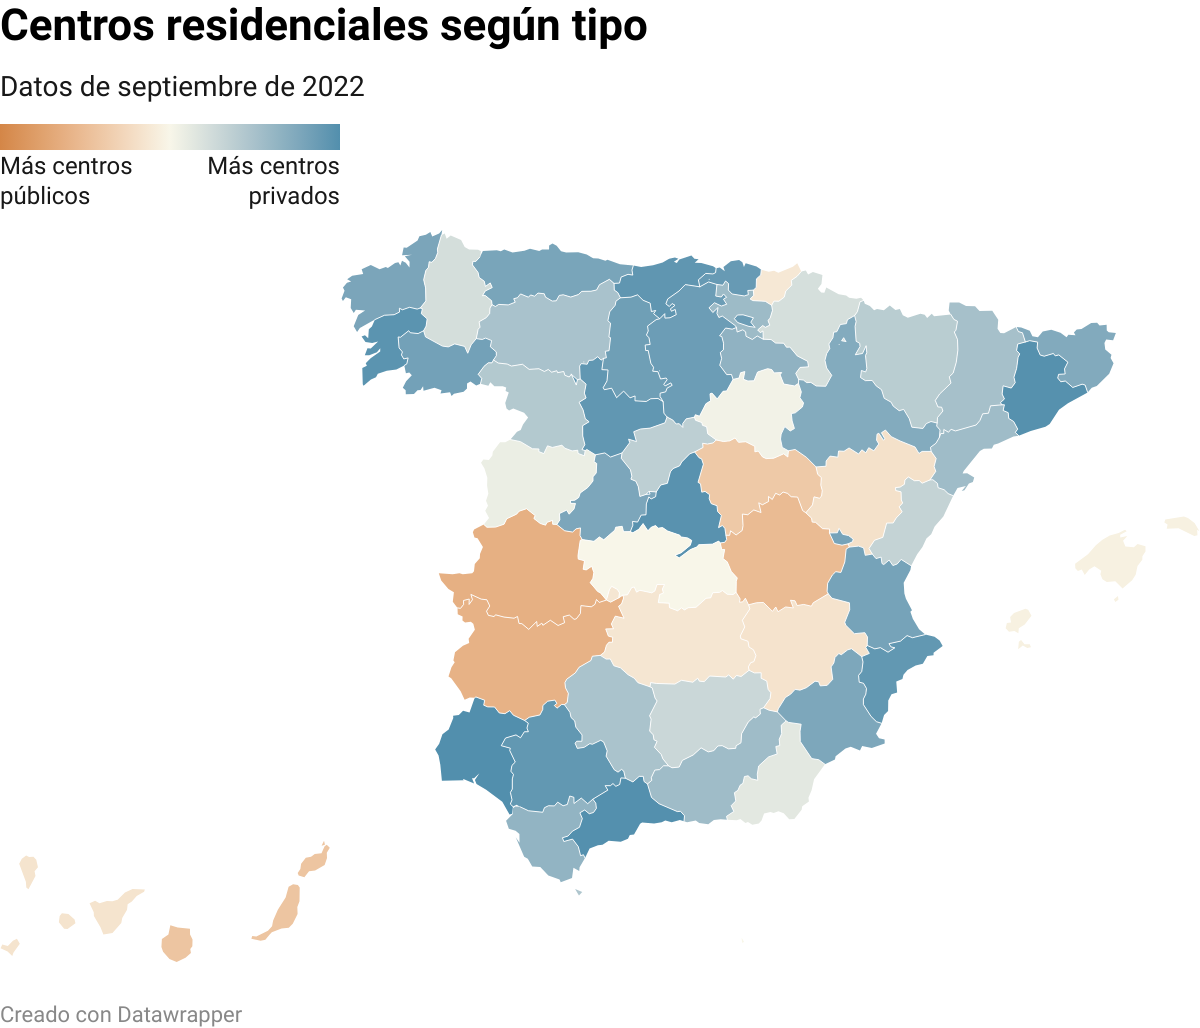 Centros residenciales según tipo
Datos de septiembre de 2022
Más centros
públicos
Más centros
privados
Creado con Datawrapper